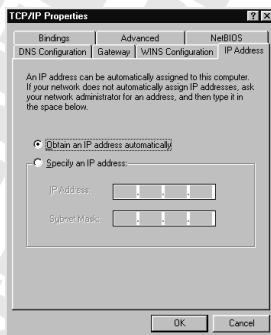 TCP/IP Properties
Bindings Advanced NetBIOS
DNS Configuration Gateway WINS Configuration IP Address
An IP address can be automatically assigned to this computer.
If your network does not automatically assign IP addresses, ask
your network administrator for an address, and then type it in
the space below.
Obtain an IP address automatically
Specify an IP address:
IP Address:
Subnet Mask:
OK Cancel